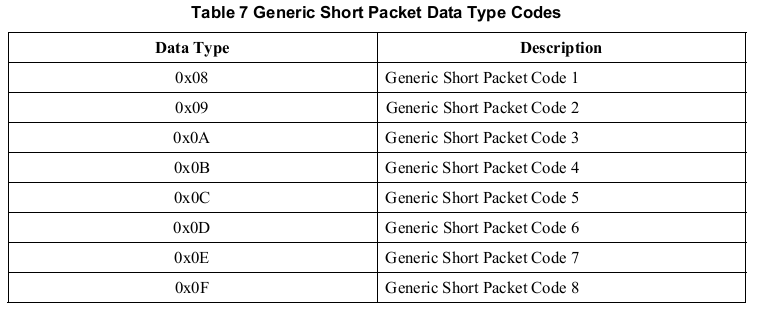 Table 7 Generic Short Packet Data Type Codes
Data Type Description
0x08 Generic Short Packet Code 1
0x09 Generic Short Packet Code 2
0x0A Generic Short Packet Code 3
0x0B Generic Short Packet Code 4
0x0C Generic Short Packet Code 5
0x0D Generic Short Packet Code 6
0x0E Generic Short Packet Code 7
0x0F Generic Short Packet Code 8